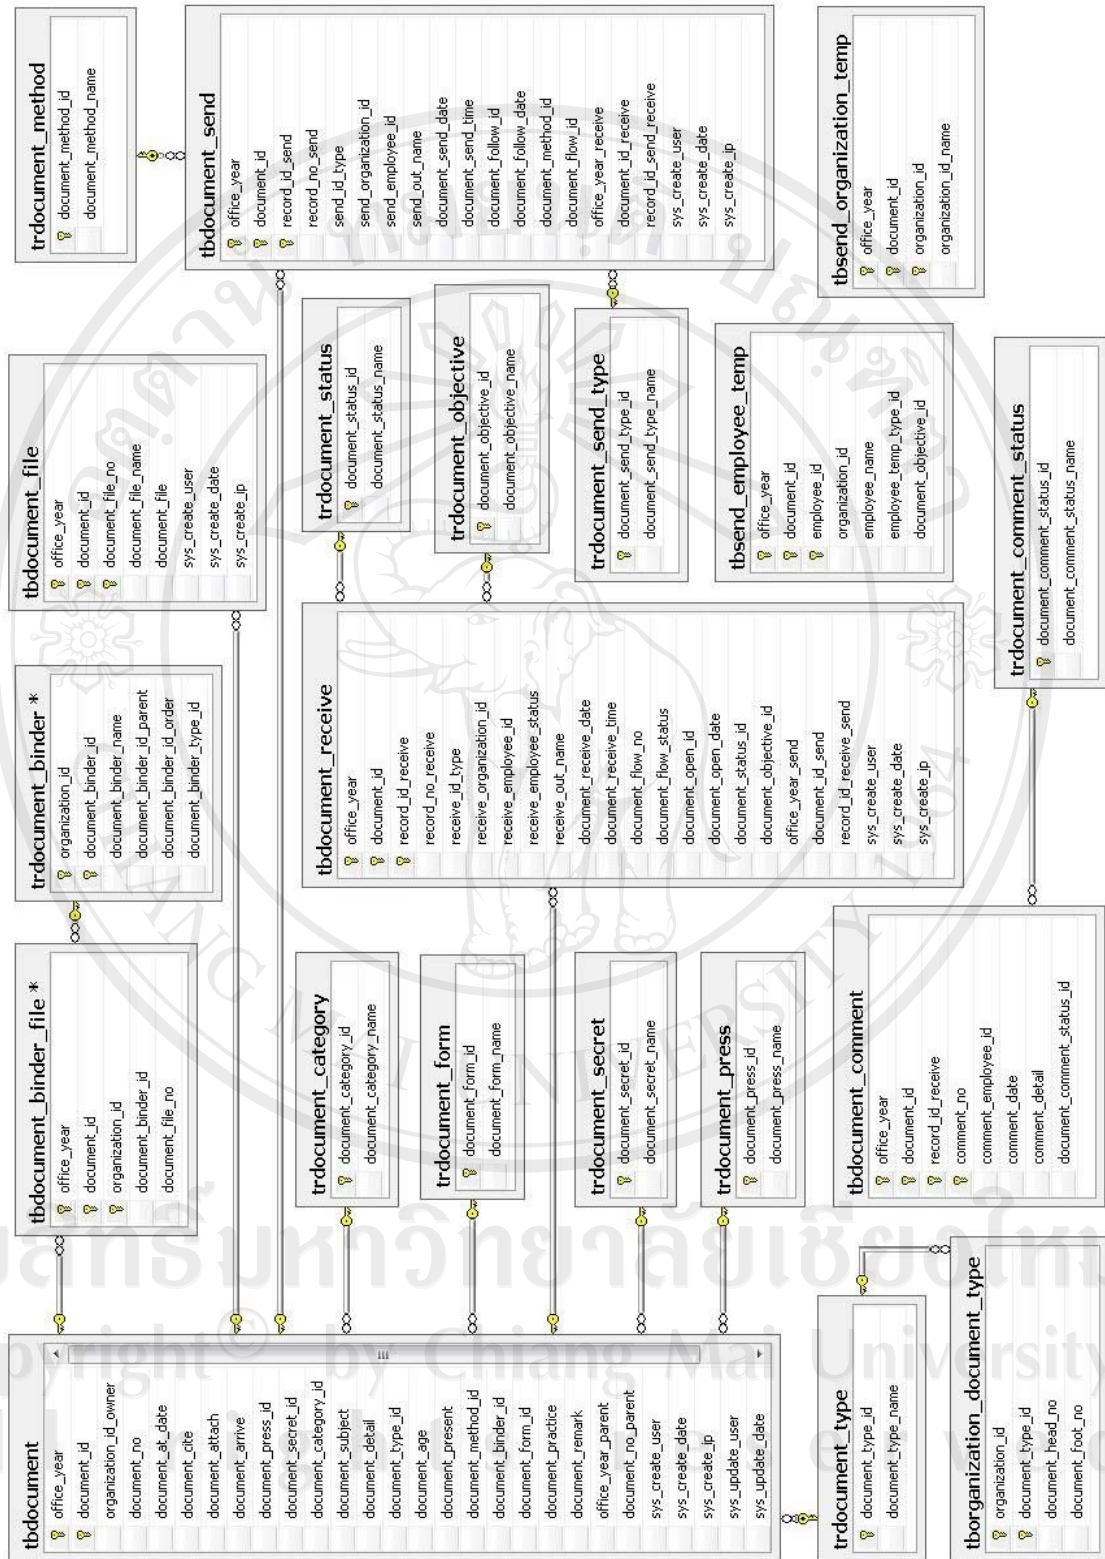 tbdocument
office_year
document_id
organization_id_owner
document_no
document_at_date
document_cite
document_attach
document_arrive
document_press_id
document_secret_id
document_category_id
document_subject
document_detail
document_type_id
document_age
document_present
document_method_id
document_binder_id
document_form_id
document_practice
document_remark
office_year_parent
document_no_parent
sys_create_user
sys_create_date
sys_create_ip
sys_update_user
sys_update_date
trdocument_type
document_type_id
document_type_name
tborganization_document_type
organization_id
document_type_id
document_head_no
document_foot_no
tbdocument_binder_file *
office_year
document_id
organization_id
document_binder_id
document_file_no
trdocument_category
document_category_id
document_category_name
trdocument_form
document_form_id
document_form_name
trdocument_secret
document_secret_id
document_secret_name
trdocument_press
document_press_id
document_press_name
tbdocument_comment
office_year
document_id
record_id_receive
comment_no
comment_employee_id
comment_date
comment_detail
document_comment_status_id
trdocument_binder *
organization_id
document_binder_id
document_binder_name
document_binder_id_parent
document_binder_id_order
document_binder_type_id
tbdocument_receive
office_year
document_id
record_id_receive
record_no_receive
receive_id_type
receive_organization_id
receive_employee_id
receive_employee_status
receive_out_name
document_receive_date
document_receive_time
document_flow_no
document_flow_status
document_open_id
document_open_date
document_status_id
document_objective_id
office_year_send
document_id_send
record_id_receive_send
sys_create_user
sys_create_date
sys_create_ip
tbdocument_file
office_year
document_id
document_file_no
document_file_name
document_file
sys_create_user
sys_create_date
sys_create_ip
trdocument_status
document_status_id
document_status_name
trdocument_objective
document_objective_id
document_objective_name
trdocument_send_type
document_send_type_id
document_send_type_name
tbsend_employee_temp
office_year
document_id
employee_id
organization_id
employee_name
employee_temp_type_id
document_objective_id
trdocument_comment_status
document_comment_status_id
document_comment_status_name
trdocument_method
document_method_id
document_method_name
tbdocument_send
office_year
document_id
record_id_send
record_no_send
send_id_type
send_organization_id
send_employee_id
send_out_name
document_send_date
document_send_time
document_follow_id
document_follow_date
document_method_id
document_flow_id
office_year_receive
document_id_receive
record_id_send_receive
sys_create_user
sys_create_date
sys_create_ip
tbsend_organization_temp
office_year
document_id
organization_id
organization_id_name
CHIANG MAI UNIVERSITY 1964
by Chiang Mai University